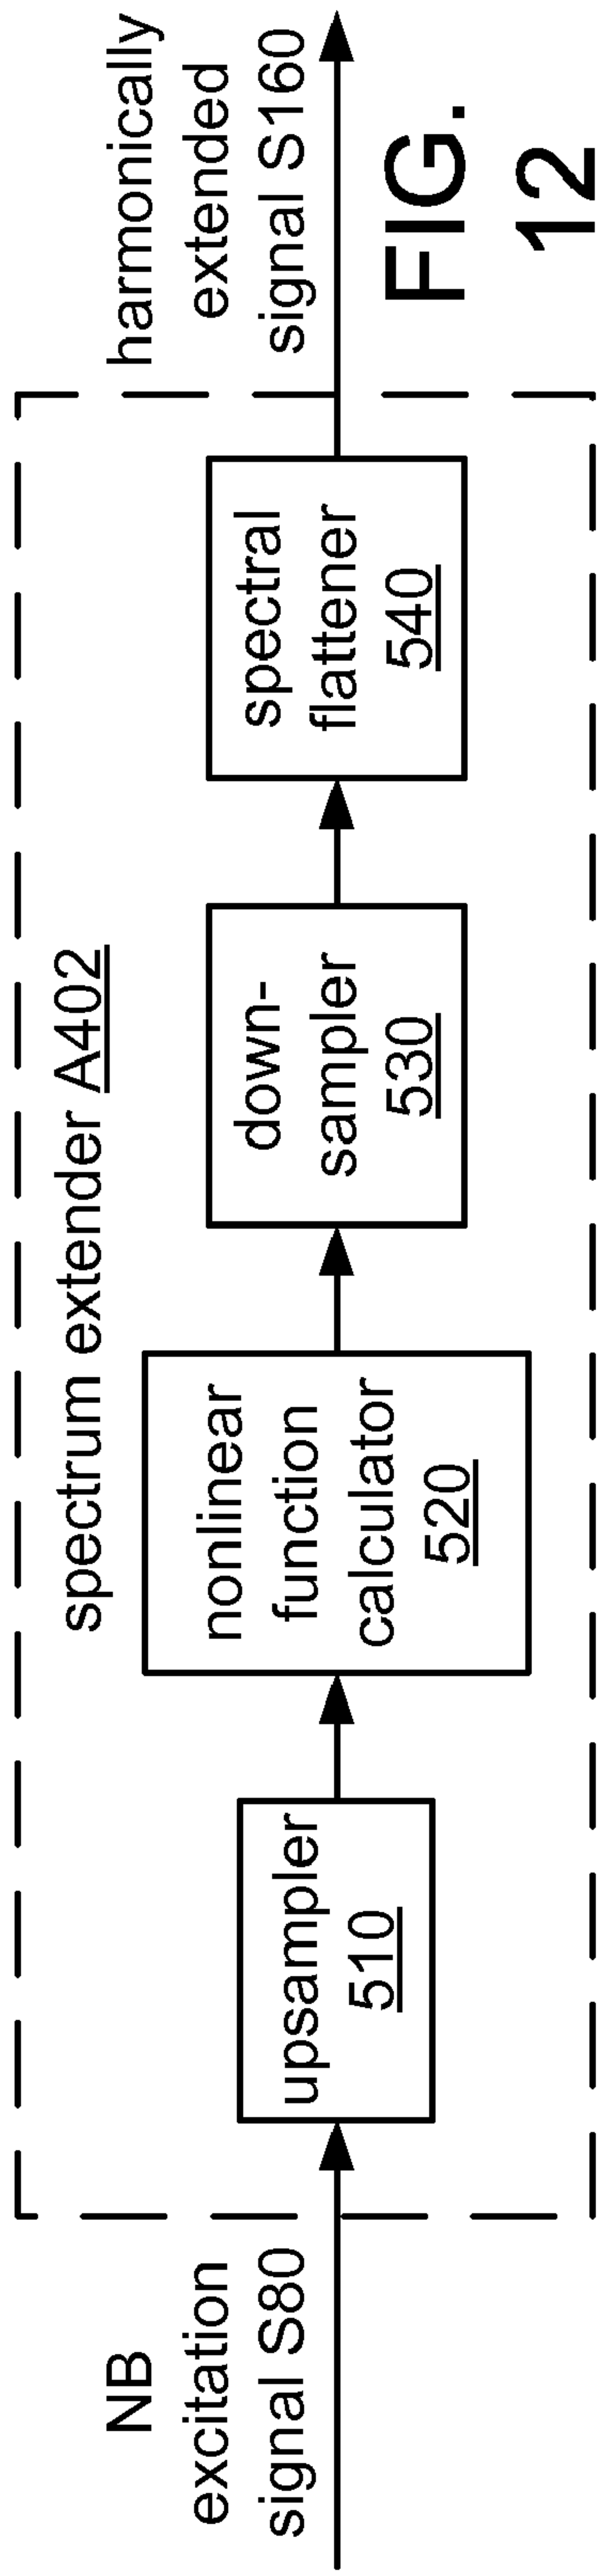 spectrum extender A402
NB
excitation
signal S80
upsampler
510
nonlinear
function
calculator
520
down-
sampler
530
spectral
flattener
540
harmonically
extended
signal S160
FIG.
12